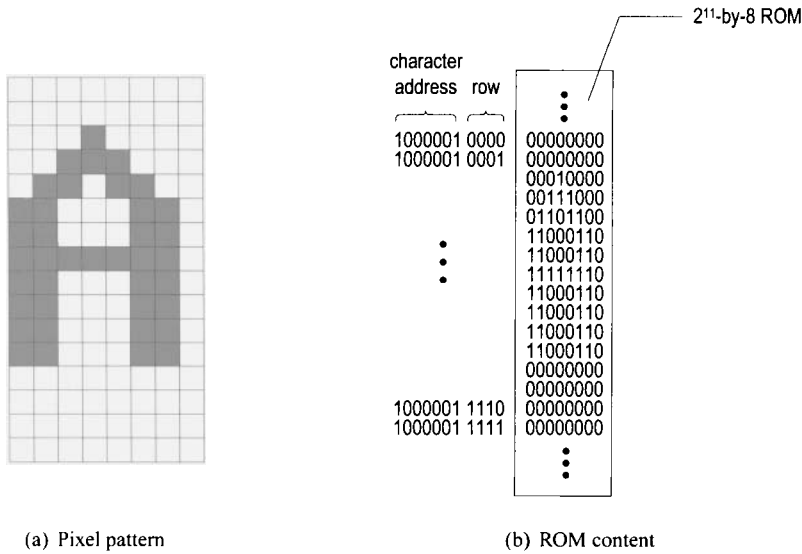 2¹¹-by-8 ROM
character
address row
1000001 0000 00000000
1000001 0001 00000000
00010000
00111000
01101100
11000110
11000110
11111110
11000110
11000110
11000110
11000110
00000000
00000000
1000001 1110 00000000
1000001 1111 00000000
(a) Pixel pattern
(b) ROM content